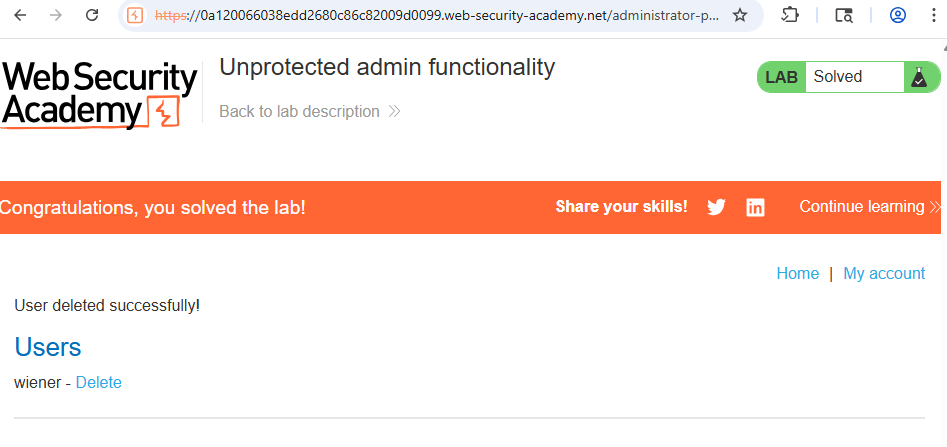 https://0a120066038edd2680c86c82009d0099.web-security-academy.net/administrator-p...
Web Security
Academy
Unprotected admin functionality
Back to lab description
LAB Solved
Congratulations, you solved the lab!
Share your skills!
Continue learning
Home | My account
User deleted successfully!
Users
wiener - Delete